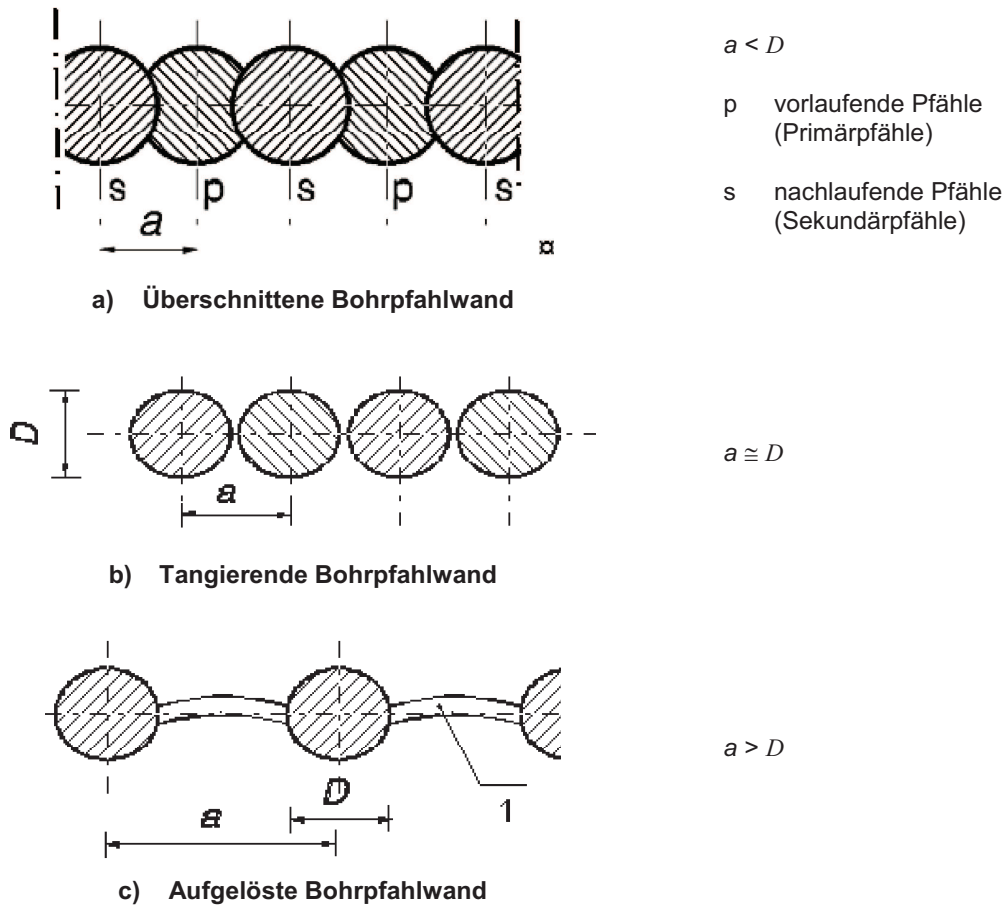 a < D
p vorlaufende Pfähle
(Primärpfähle)
s nachlaufende Pfähle
(Sekundärpfähle)
s p s p s
a
¤
a) Überschnittene Bohrpfahlwand
D
a
a ≅ D
b) Tangierende Bohrpfahlwand
D
1
a
a > D
c) Aufgelöste Bohrpfahlwand